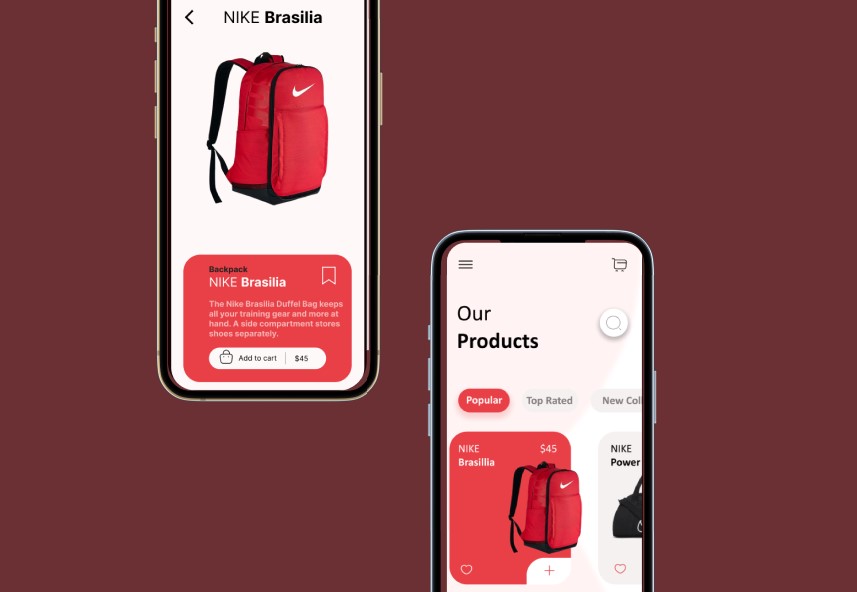 NIKE Brasilia
Backpack
NIKE Brasilia
The Nike Brasilia Duffel Bag keeps
all your training gear and more at
hand. A side compartment stores
shoes separately.
Add to cart
$45
Our
Products
Popular
Top Rated
New Coll
NIKE
$45
Brasillia
NIKE
Power